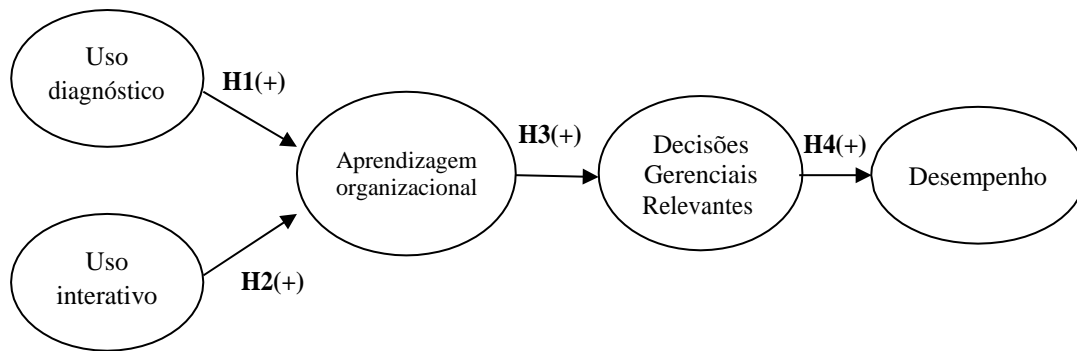 Uso
diagnóstico
H1(+)
Uso
interativo
H2(+)
Aprendizagem
organizacional
H3(+)
Decisões
Gerenciais
Relevantes
H4(+)
Desempenho